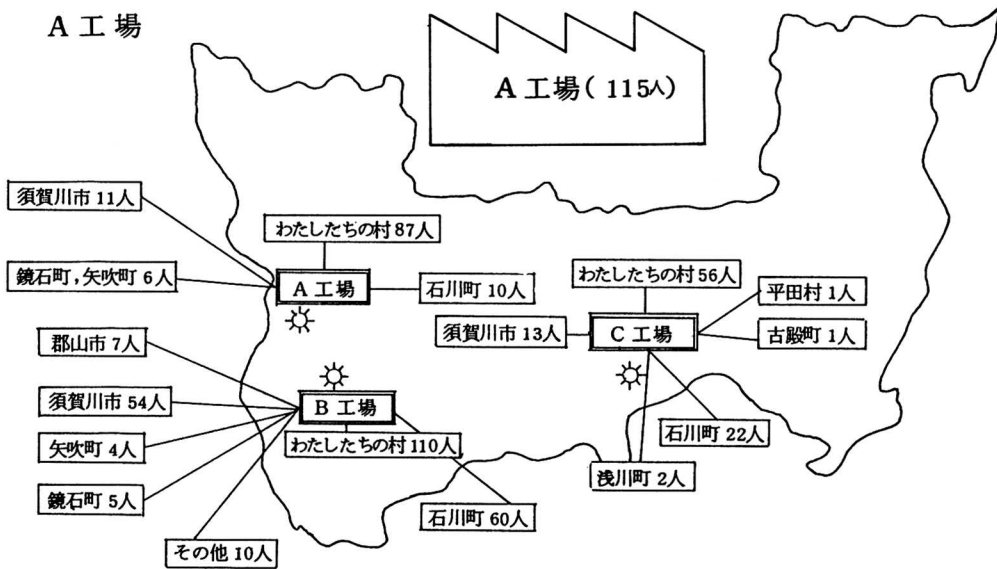 A工場
A工場(115人)
須賀川市 11人
わたしたちの村 87人
鏡石町,矢吹町 6人
A 工場
石川町 10人
わたしたちの村 56人
平田村 1人
須賀川市 13人
C 工場
古殿町 1人
郡山市 7人
須賀川市 54人
B 工場
矢吹町 4人
わたしたちの村 110人
石川町 22人
鏡石町 5人
浅川町 2人
石川町 60人
その他 10人